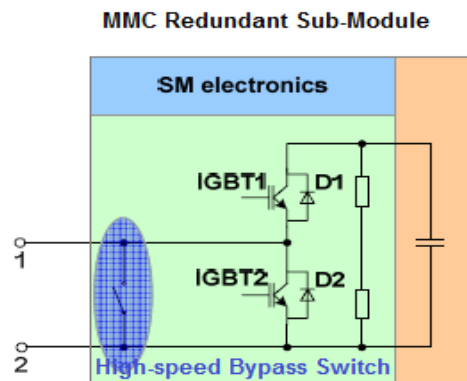 MMC Redundant Sub-Module
SM electronics
IGBT1 D1
1
IGBT2 D2
2
High-speed Bypass Switch